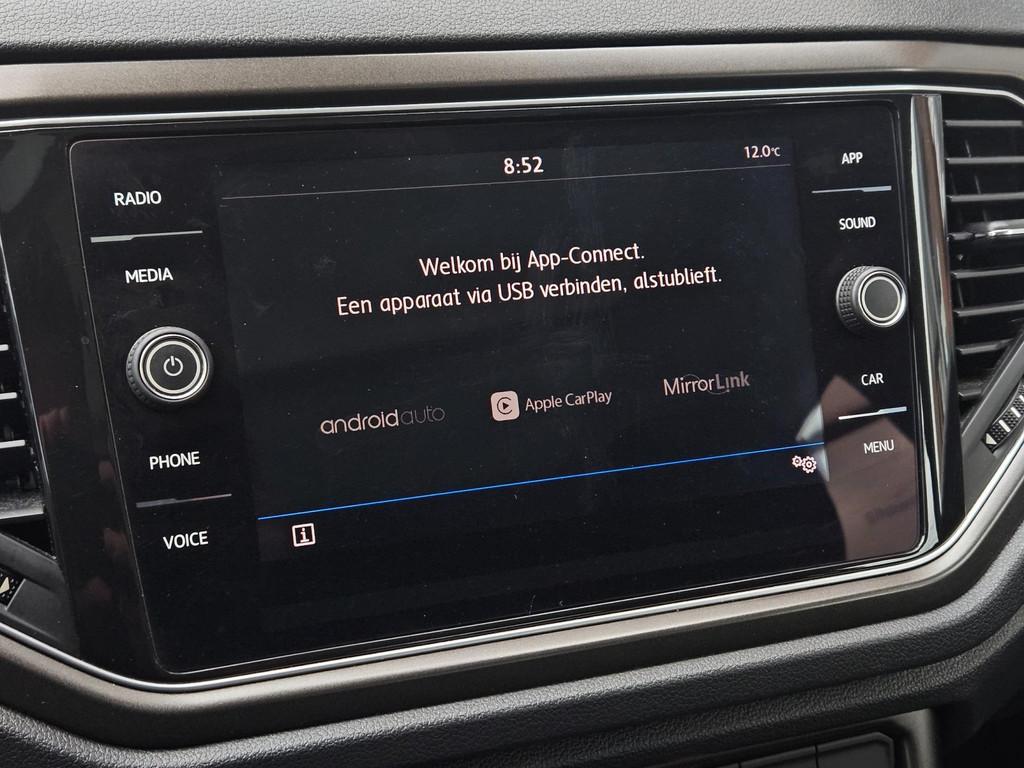 8:52
12.0°C
RADIO
MEDIA
PHONE
VOICE
Welkom bij App-Connect.
Een apparaat via USB verbinden, alstublieft.
androidauto
Apple CarPlay
MirrorLink
i
APP
SOUND
CAR
MENU